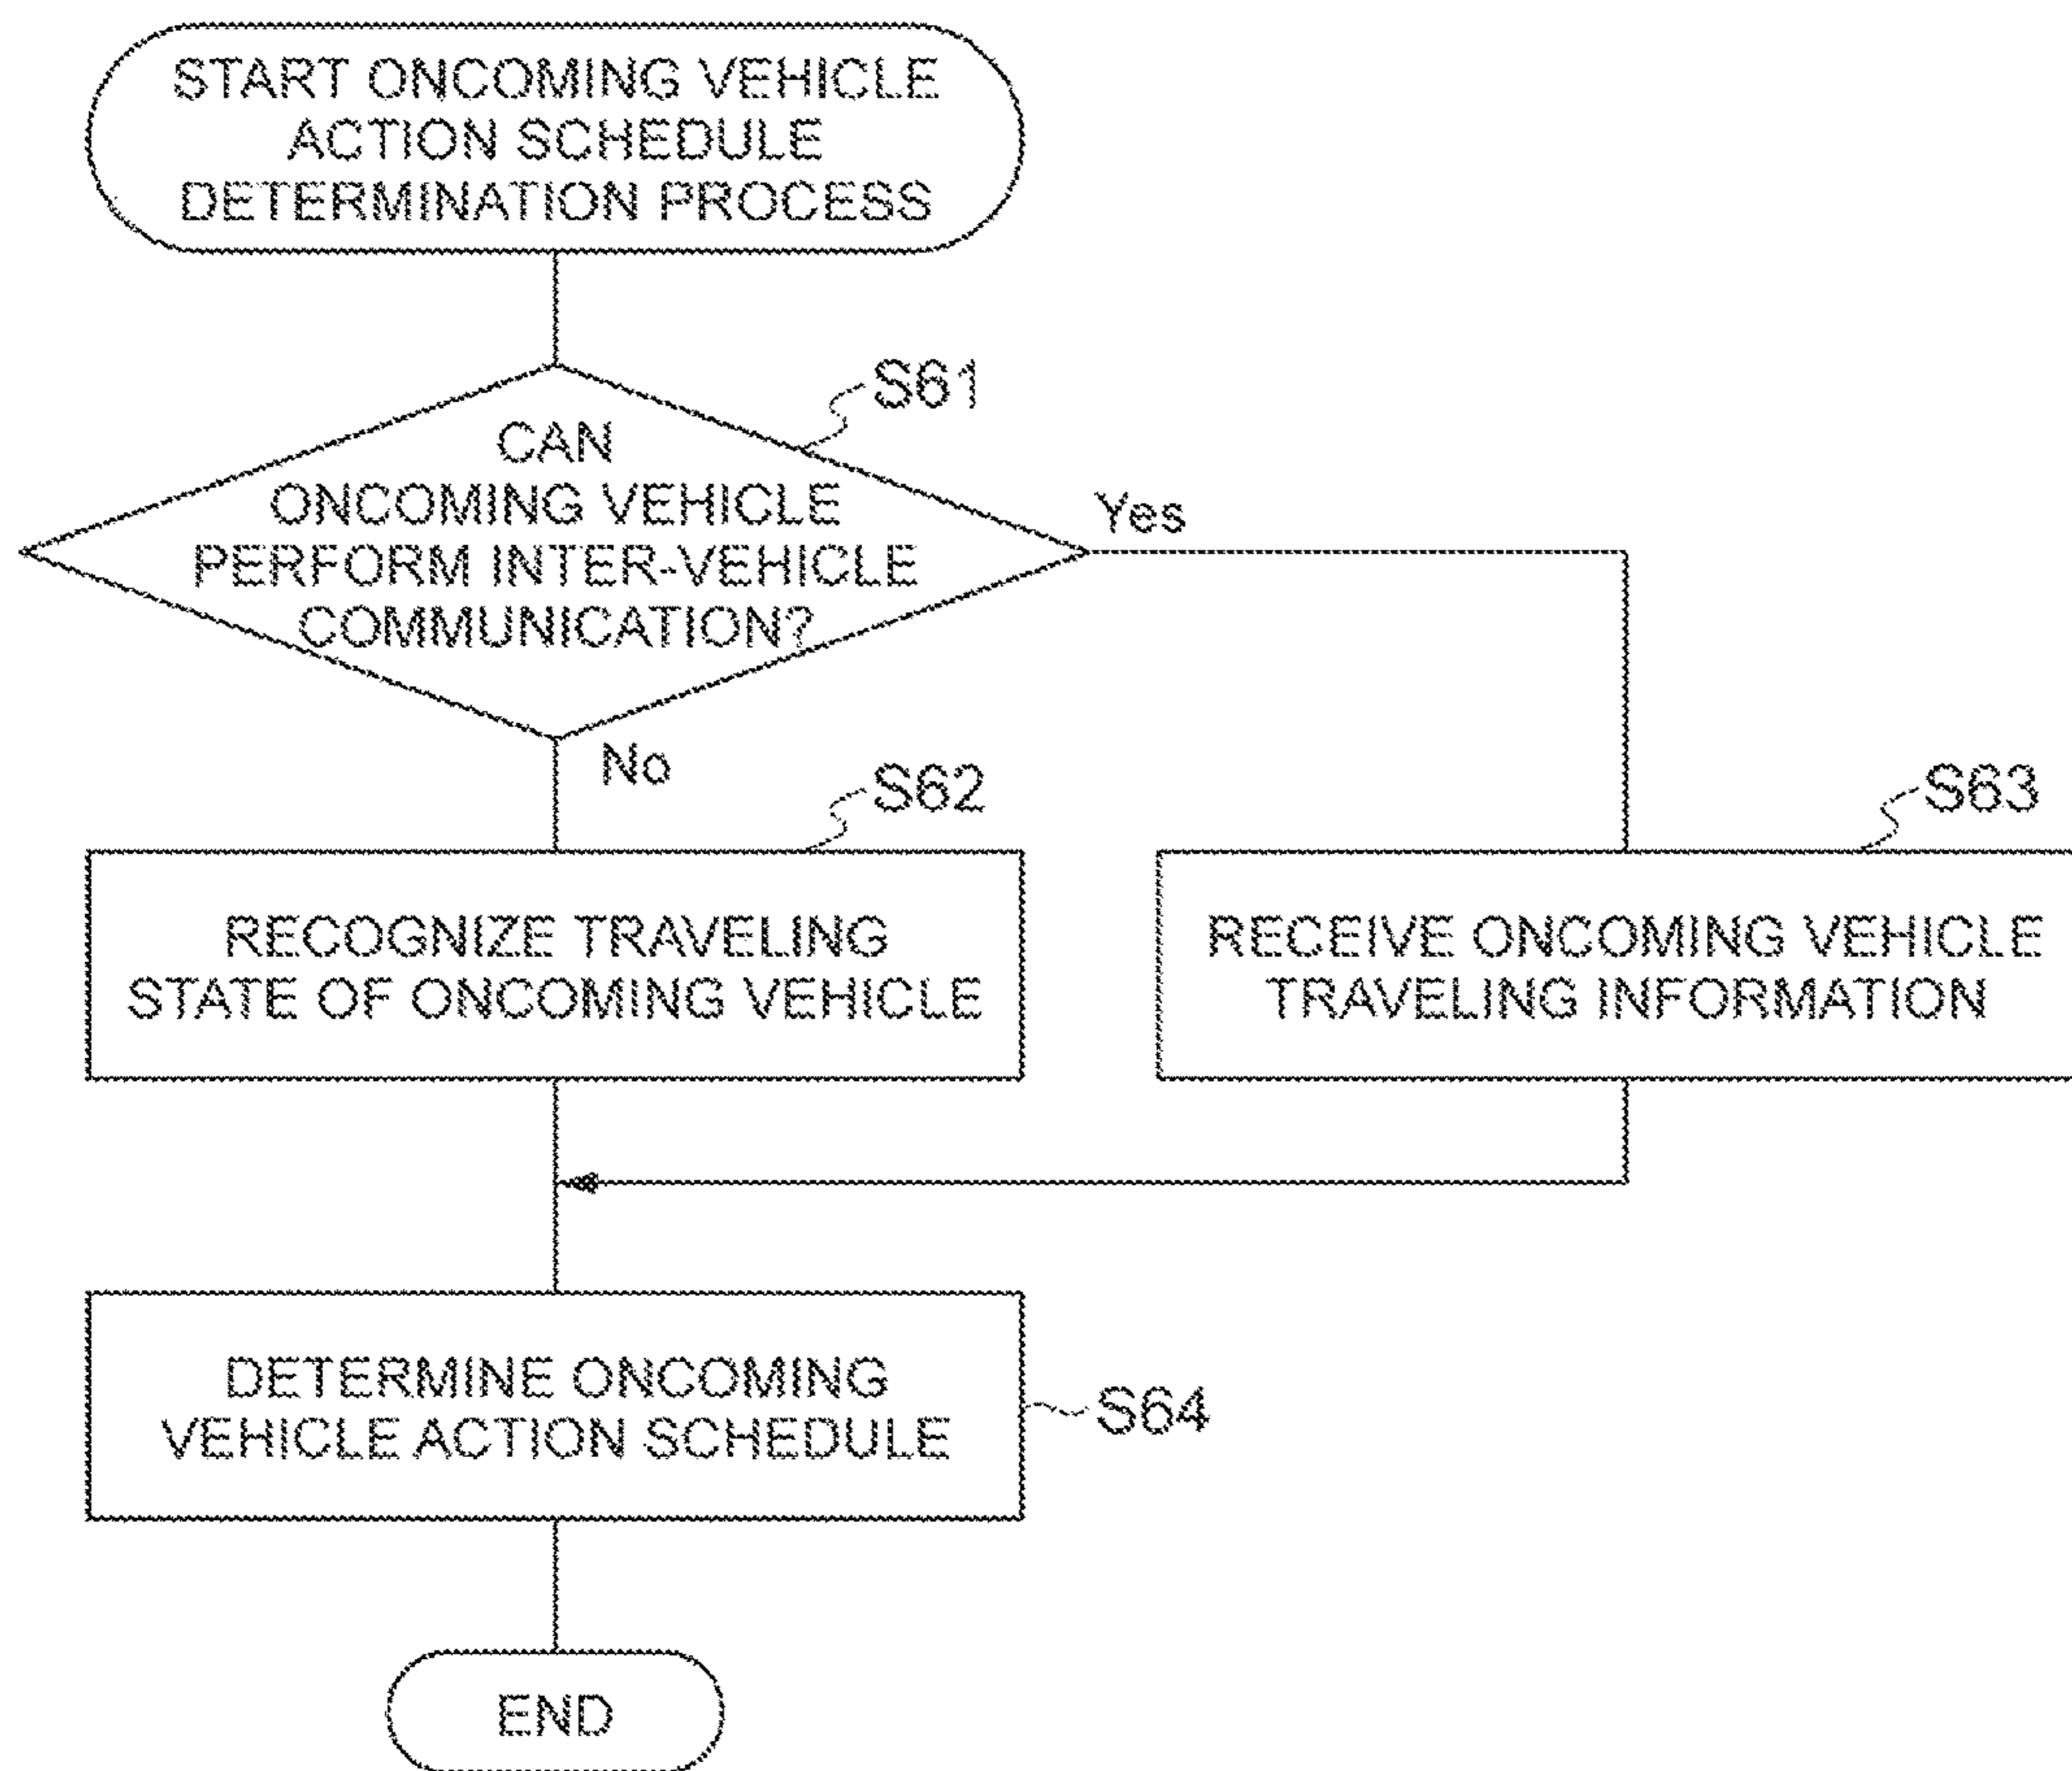 START ONCOMING VEHICLE
ACTION SCHEDULE
DETERMINATION PROCESS
S61
CAN
ONCOMING VEHICLE
PERFORM INTER-VEHICLE
COMMUNICATION?
Yes
No
S62
RECOGNIZE TRAVELING
STATE OF ONCOMING VEHICLE
S63
RECEIVE ONCOMING VEHICLE
TRAVELING INFORMATION
DETERMINE ONCOMING
VEHICLE ACTION SCHEDULE
S64
END